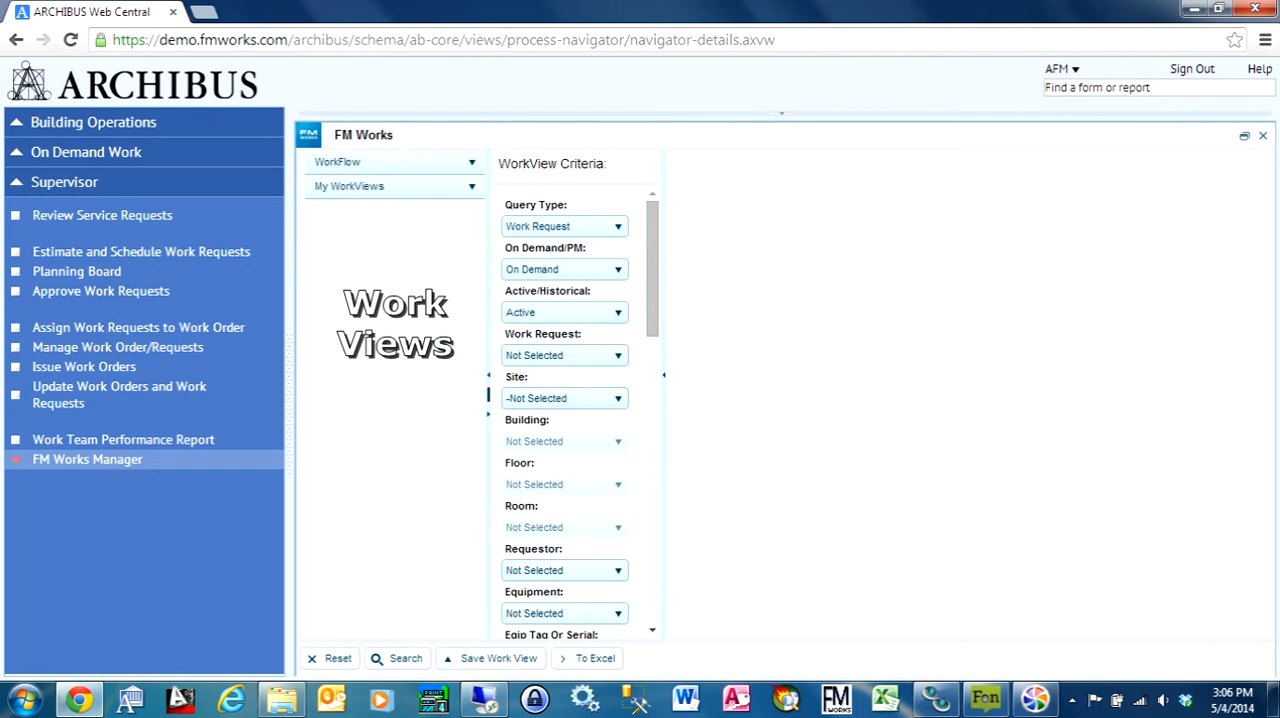 ARCHIBUS Web Central
https://demo.fmworks.com/archibus/schema/ab-core/views/process-navigator/navigator-details.axvw
ARCHIBUS
AFM
Sign Out
Help
Find a form or report
Building Operations
On Demand Work
Supervisor
Review Service Requests
Estimate and Schedule Work Requests
Planning Board
Approve Work Requests
Assign Work Requests to Work Order
Manage Work Order/Requests
Issue Work Orders
Update Work Orders and Work
Requests
Work Team Performance Report
FM Works Manager
FM Works
WorkFlow
My WorkViews
Work
Views
WorkView Criteria:
Query Type:
Work Request
On Demand/PM:
On Demand
Active/Historical:
Active
Work Request:
Not Selected
Site:
-Not Selected
Building:
Not Selected
Floor:
Not Selected
Room:
Not Selected
Requestor:
Not Selected
Equipment:
Not Selected
Eqip Tag Or Serial:
Reset
Search
Save Work View
To Excel
FM
WORKS
Fon
3:06 PM
5/4/2014